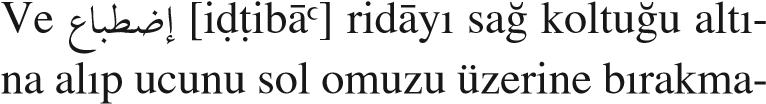 Ve إضطباع [iḍṭibāᶜ] ridāyı sağ koltuğu altı-
na alıp ucunu sol omuzu üzerine bırakma-